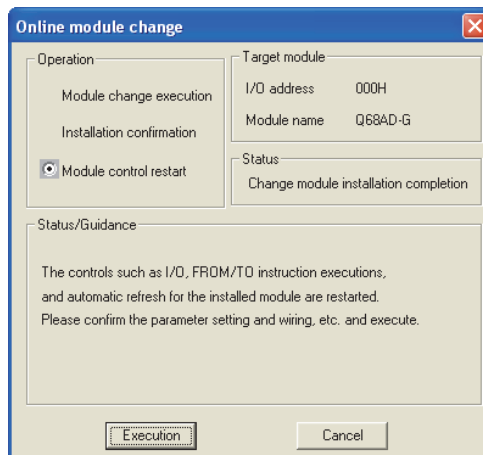 Online module change
Operation
Module change execution
Installation confirmation
Module control restart
Target module
I/O address 000H
Module name Q68AD-G
Status
Change module installation completion
Status/Guidance
The controls such as I/O, FROM/TO instruction executions,
and automatic refresh for the installed module are restarted.
Please confirm the parameter setting and wiring, etc. and execute.
Execution
Cancel